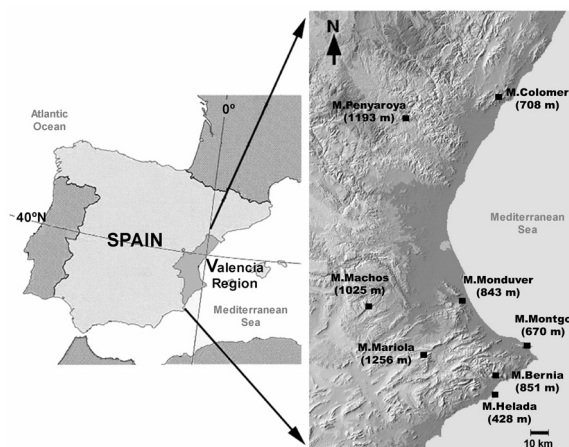 Atlantic
Ocean
0º
40ºN
SPAIN
Valencia
Region
Mediterranean
Sea
N
M.Colomer
(708 m)
M.Penyaroya
(1193 m)
Mediterranean
Sea
M.Machos
(1025 m)
M.Monduver
(843 m)
M.Montgo
(670 m)
M.Mariola
(1256 m)
M.Bernia
(851 m)
M.Helada
(428 m)
10 km